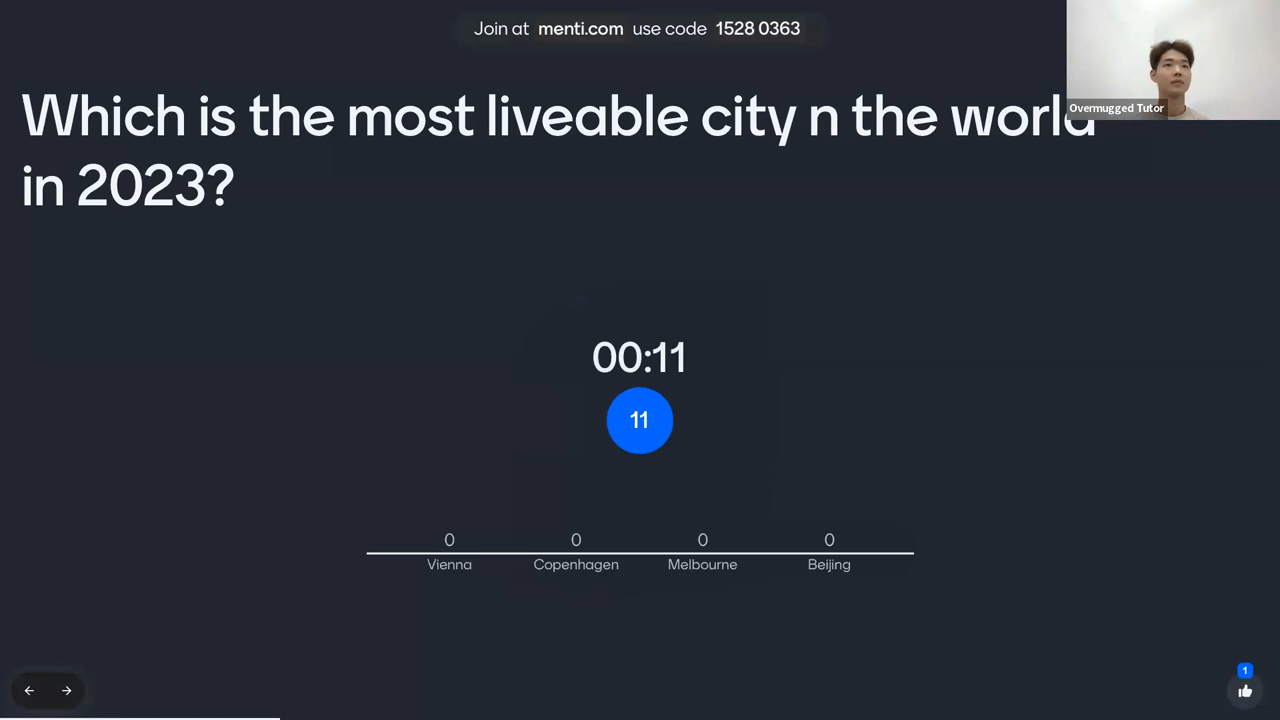 Join at menti.com use code 1528 0363
Overmugged Tutor
Which is the most liveable city n the world
in 2023?
00:11
11
0 0 0 0
Vienna Copenhagen Melbourne Beijing
1